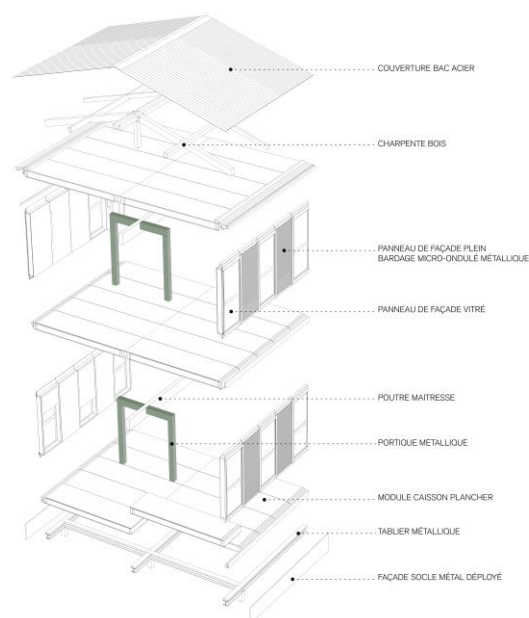 COUVERTURE BAC ACIER
CHARPENTE BOIS
PANNEAU DE FAÇADE PLEIN
BARDAGE MICRO-ONDULÉ MÉTALLIQUE
PANNEAU DE FAÇADE VITRÉ
POUTRE MAITRESSE
PORTIQUE METALLIQUE
MODULE CAISSON PLANCHER
TABLIER MÉTALLIQUE
FAÇADE SOCLE MÉTAL DÉPLOYÉ